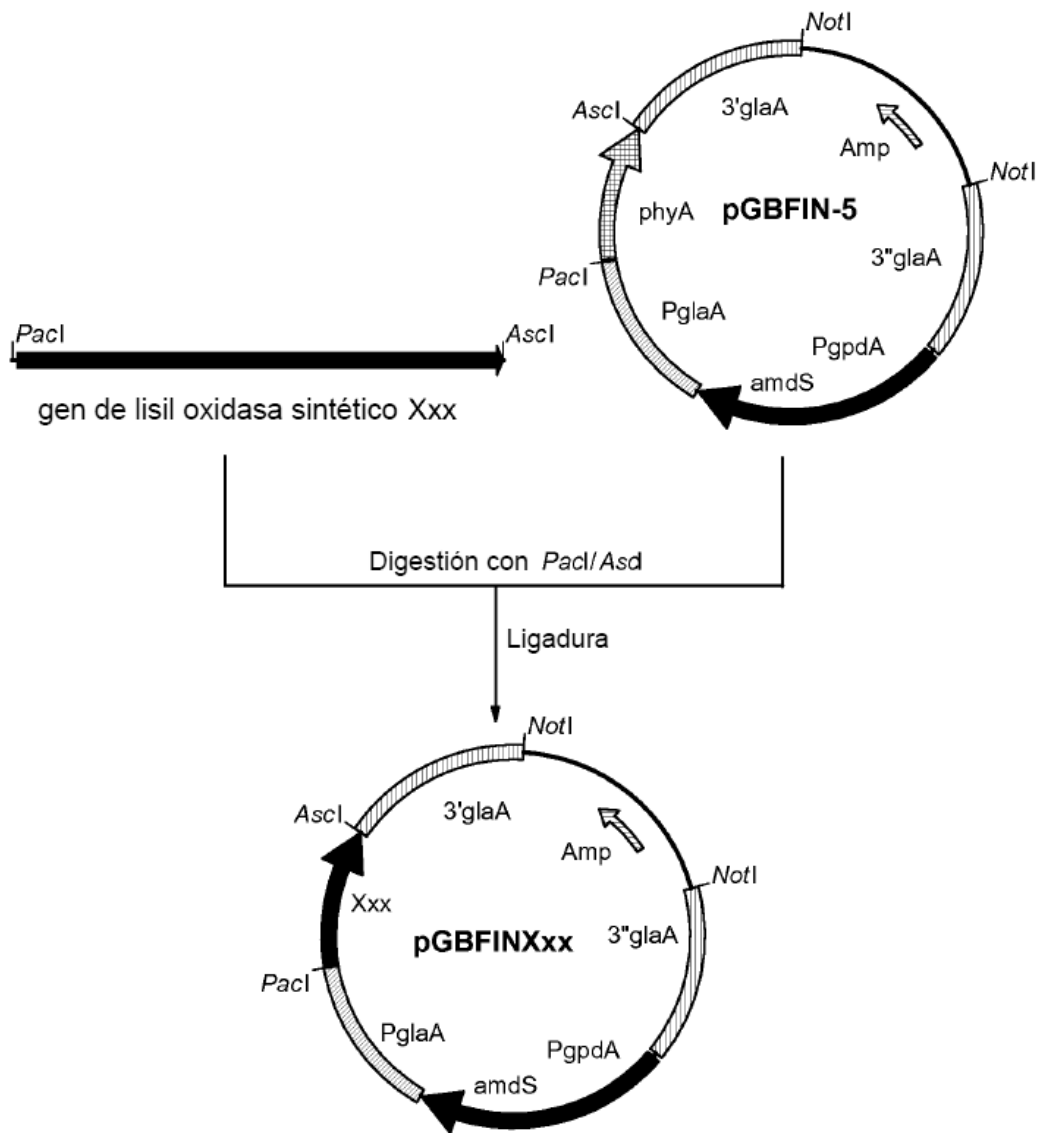 NotI
3'glaA
AscI
Amp
NotI
phyA
pGBFIN-5
3"glaA
PacI
PglaA
PgpdA
amdS
PacI
AscI
gen de lisil oxidasa sintético Xxx
Digestión con PacI/AscI
Ligadura
NotI
3'glaA
AscI
Amp
NotI
Xxx
3"glaA
pGBFINXxx
PacI
PglaA
PgpdA
amdS